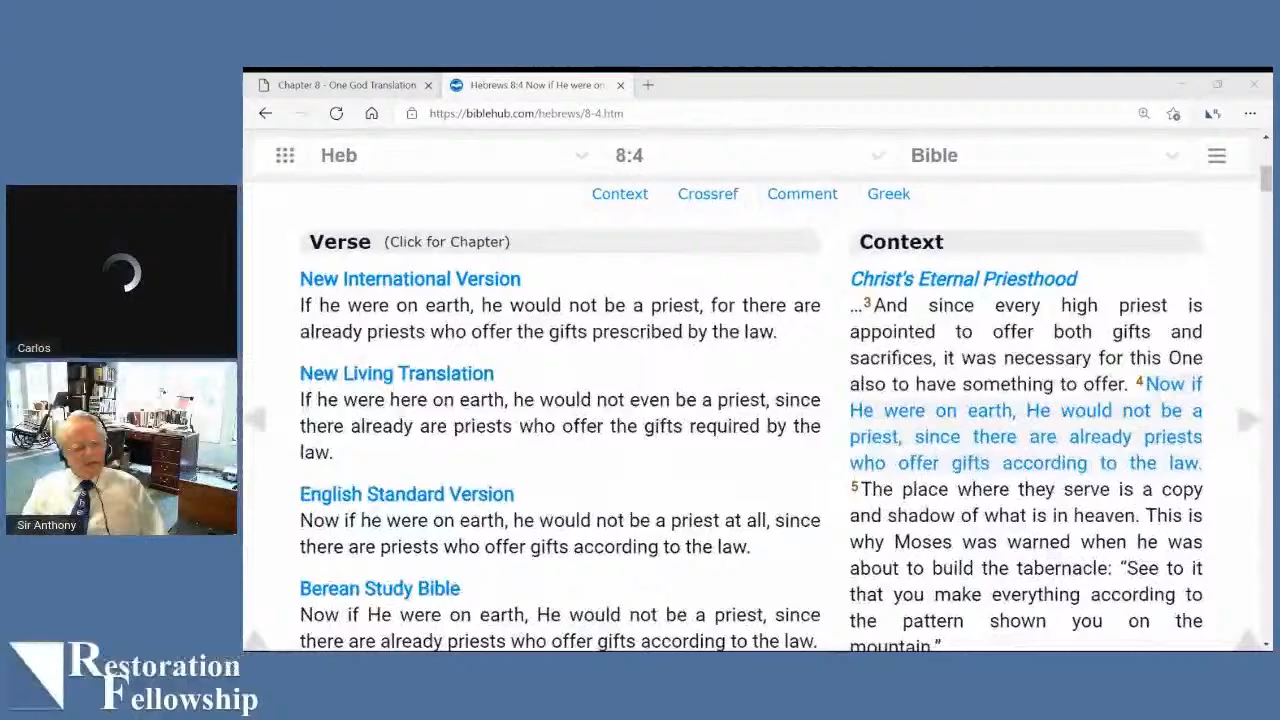 Chapter 8 - One God Translation
Hebrews 8:4 Now if He were on
https://biblehub.com/hebrews/8-4.htm
Heb
8:4
Bible
Context
Crossref
Comment
Greek
Verse (Click for Chapter)
New International Version
If he were on earth, he would not be a priest, for there are
already priests who offer the gifts prescribed by the law.
New Living Translation
If he were here on earth, he would not even be a priest, since
there already are priests who offer the gifts required by the
law.
English Standard Version
Now if he were on earth, he would not be a priest at all, since
there are priests who offer gifts according to the law.
Berean Study Bible
Now if He were on earth, He would not be a priest, since
there are already priests who offer gifts according to the law.
Context
Christ's Eternal Priesthood
…3And since every high priest is
appointed to offer both gifts and
sacrifices, it was necessary for this One
also to have something to offer. 4Now if
He were on earth, He would not be a
priest, since there are already priests
who offer gifts according to the law.
5The place where they serve is a copy
and shadow of what is in heaven. This is
why Moses was warned when he was
about to build the tabernacle: “See to it
that you make everything according to
the pattern shown you on the
mountain.”
Carlos
Sir Anthony
Restoration
Fellowship